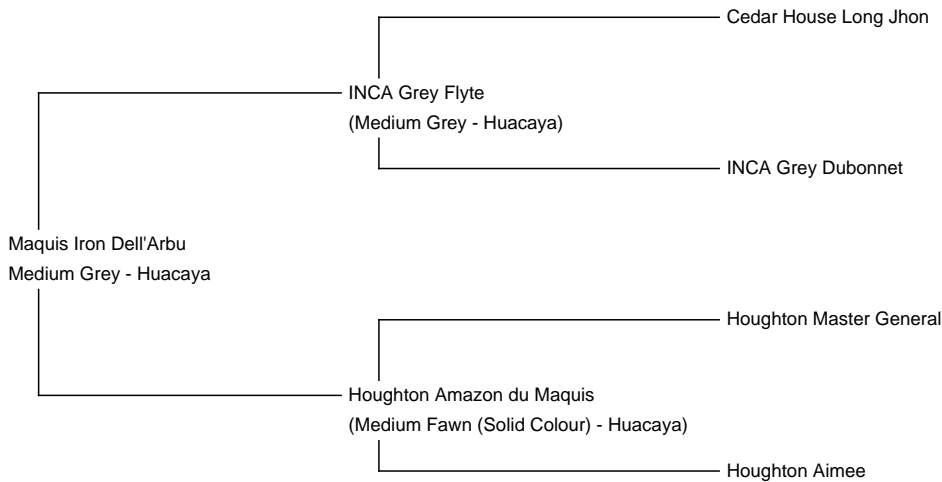 Cedar House Long Jhon
INCA Grey Flyte
(Medium Grey - Huacaya)
INCA Grey Dubonnet
Maquis Iron Dell'Arbu
Medium Grey - Huacaya
Houghton Master General
Houghton Amazon du Maquis
(Medium Fawn (Solid Colour) - Huacaya)
Houghton Aimee